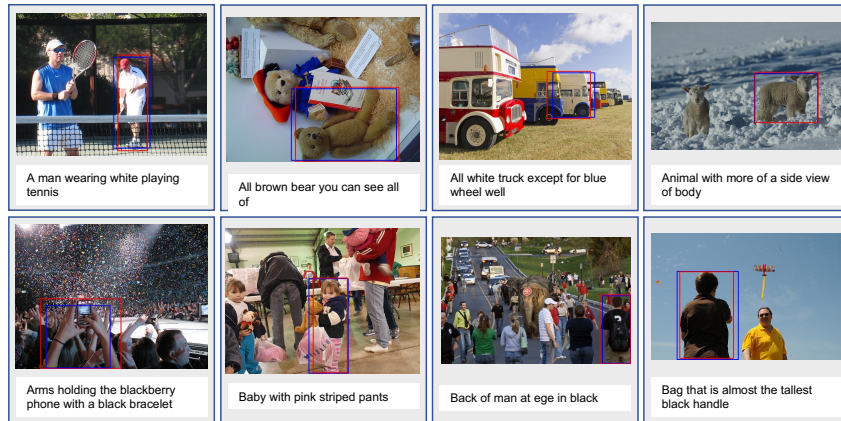 A man wearing white playing
tennis
All brown bear you can see all
of
All white truck except for blue
wheel well
Animal with more of a side view
of body
Arms holding the blackberry
phone with a black bracelet
Baby with pink striped pants
Back of man at ege in black
Bag that is almost the tallest
black handle